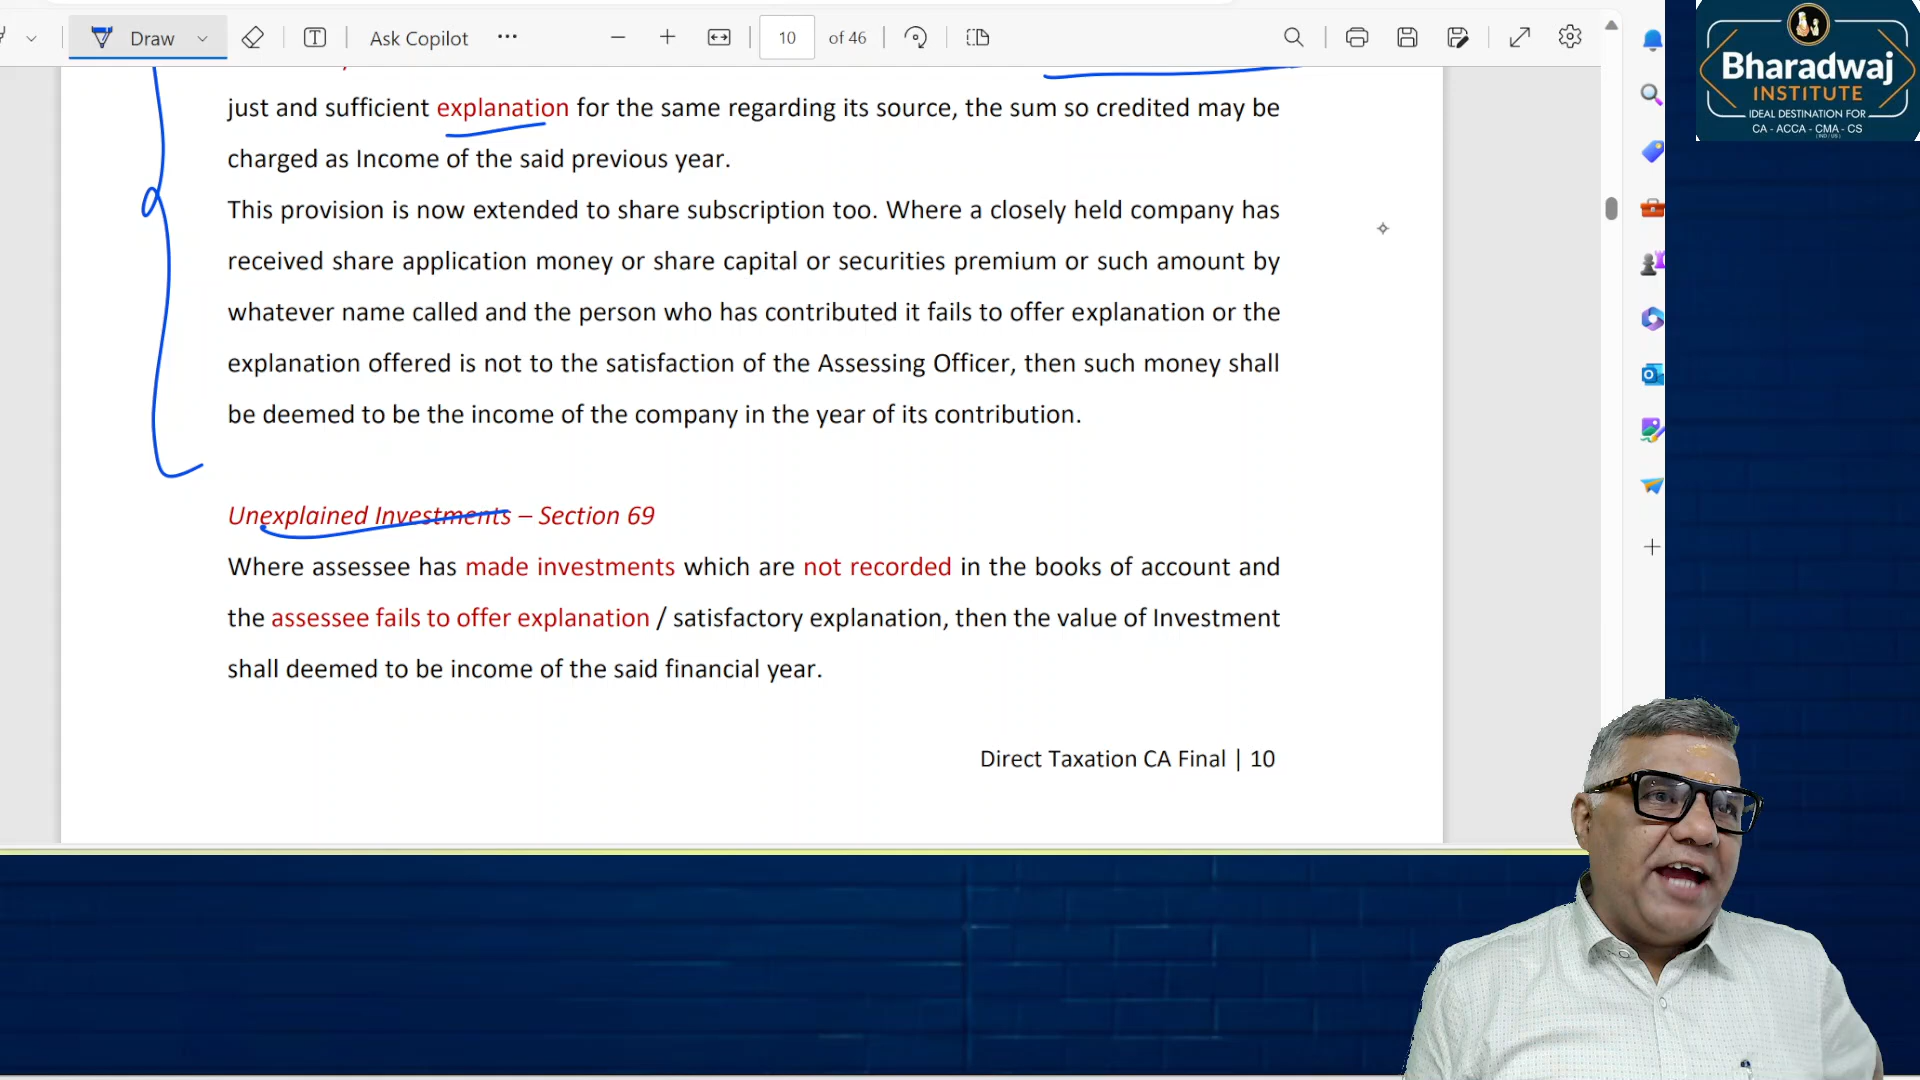 Draw
Ask Copilot
10 of 46
just and sufficient explanation for the same regarding its source, the sum so credited may be
charged as Income of the said previous year.
This provision is now extended to share subscription too. Where a closely held company has
received share application money or share capital or securities premium or such amount by
whatever name called and the person who has contributed it fails to offer explanation or the
explanation offered is not to the satisfaction of the Assessing Officer, then such money shall
be deemed to be the income of the company in the year of its contribution.
Unexplained Investments – Section 69
Where assessee has made investments which are not recorded in the books of account and
the assessee fails to offer explanation / satisfactory explanation, then the value of Investment
shall deemed to be income of the said financial year.
Direct Taxation CA Final | 10
Bharadwaj
INSTITUTE
IDEAL DESTINATION FOR
CA - ACCA - CMA - CS